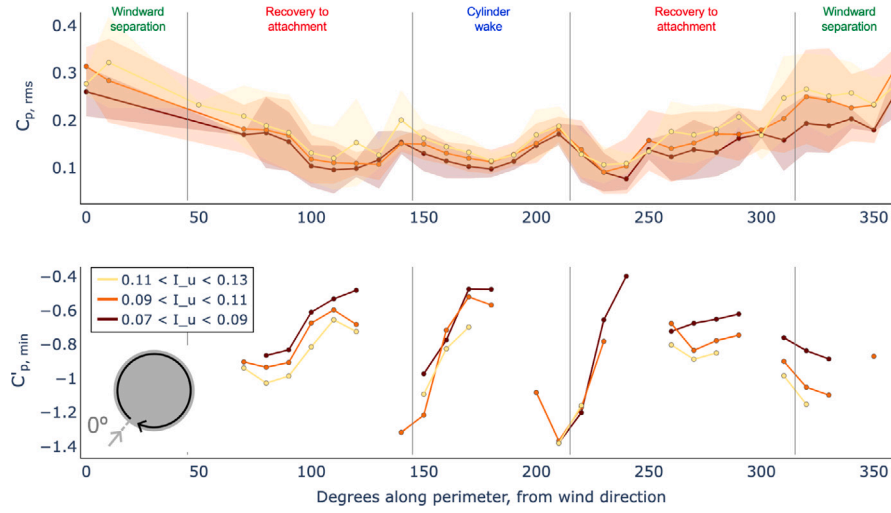 Windward
separation
Recovery to
attachment
Cylinder
wake
Recovery to
attachment
Windward
separation
0.4
0.3
0.2
0.1
C_p, rms
0 50 100 150 200 250 300 350
−0.4
−0.6
−0.8
−1
−1.2
−1.4
C'_p, min
0.11 < I_u < 0.13
0.09 < I_u < 0.11
0.07 < I_u < 0.09
0º
0 50 100 150 200 250 300 350
Degrees along perimeter, from wind direction